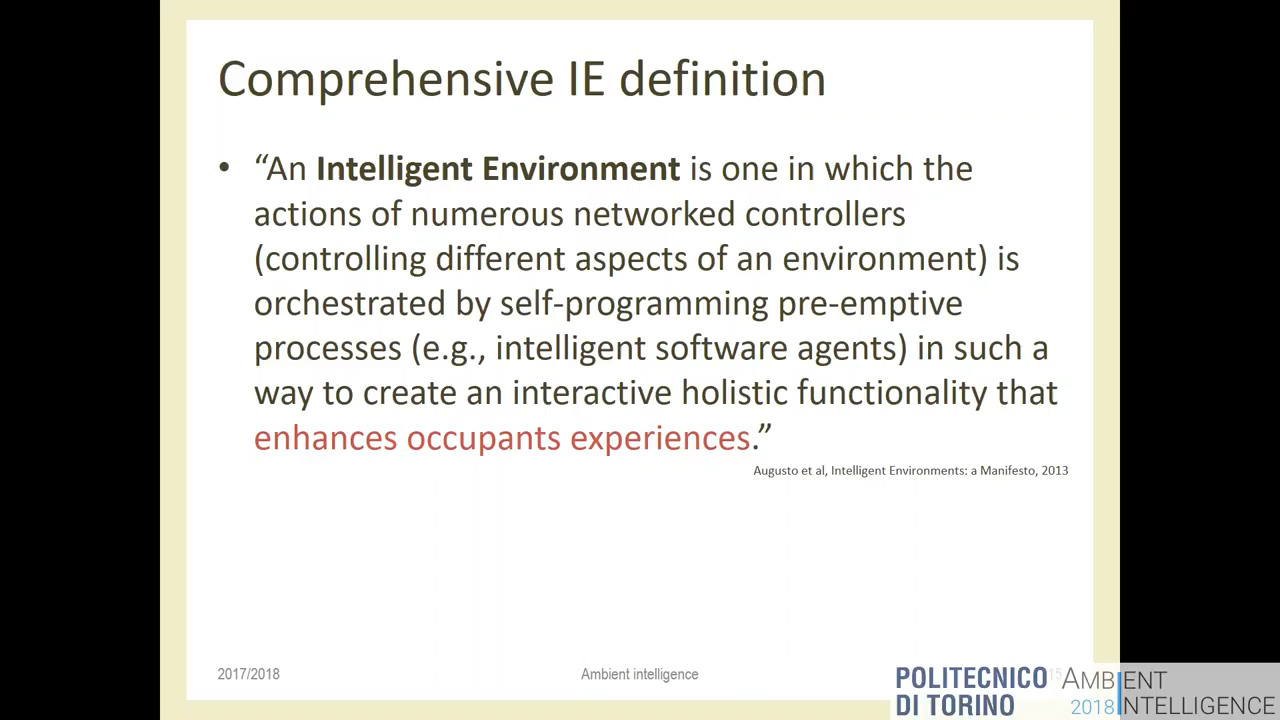 Comprehensive IE definition
• “An Intelligent Environment is one in which the
actions of numerous networked controllers
(controlling different aspects of an environment) is
orchestrated by self-programming pre-emptive
processes (e.g., intelligent software agents) in such a
way to create an interactive holistic functionality that
enhances occupants experiences.”
Augusto et al, Intelligent Environments: a Manifesto, 2013
2017/2018
Ambient intelligence
15
POLITECNICO
DI TORINO
AMBIENT
2018 INTELLIGENCE